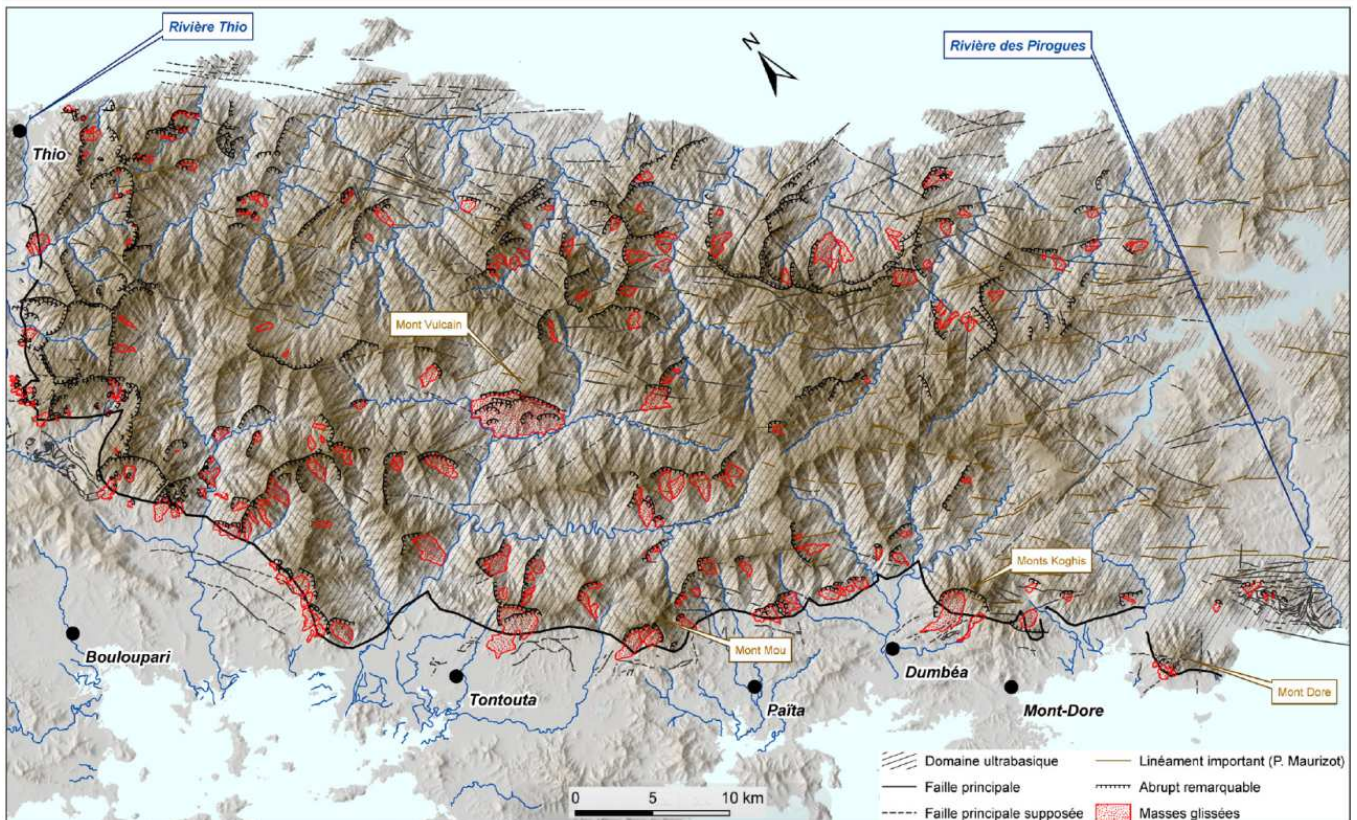 Rivière Thio
N
Rivière des Pirogues
Thio
Mont Vulcain
Monts Koghis
Bouloupari
Mont Mou
Dumbéa
Tontouta
Païta
Mont-Dore
Mont Dore
Domaine ultrabasique
Linéament important (P. Maurizot)
Faille principale
Abrupt remarquable
0 5 10 km
Faille principale supposée
Masses glissées